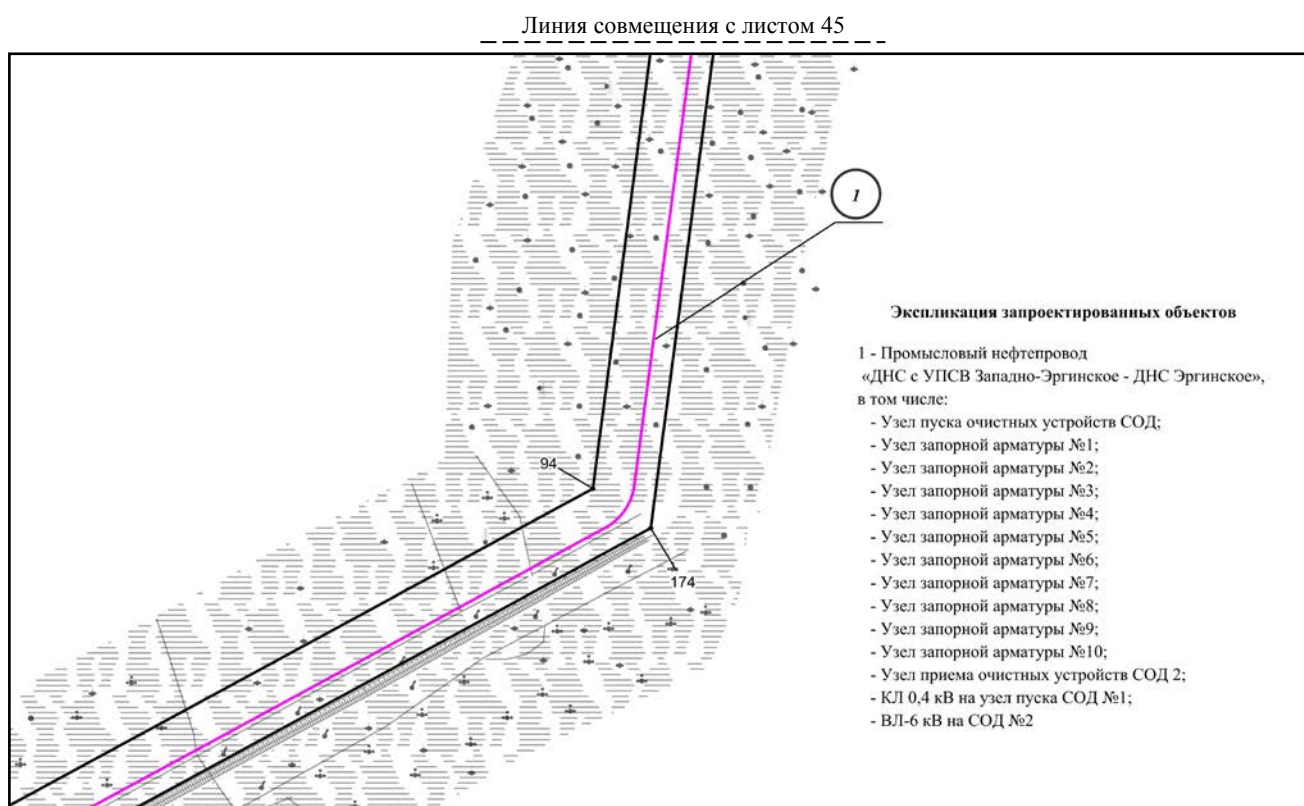 Линия совмещения с листом 45
1
Экспликация запроектированных объектов
1 - Промысловый нефтепровод
«ДНС с УПСВ Западно-Эргинское - ДНС Эргинское»,
в том числе:
- Узел пуска очистных устройств СОД;
- Узел запорной арматуры №1;
- Узел запорной арматуры №2;
- Узел запорной арматуры №3;
- Узел запорной арматуры №4;
- Узел запорной арматуры №5;
- Узел запорной арматуры №6;
- Узел запорной арматуры №7;
- Узел запорной арматуры №8;
- Узел запорной арматуры №9;
- Узел запорной арматуры №10;
- Узел приема очистных устройств СОД 2;
- КЛ 0,4 кВ на узел пуска СОД №1;
- ВЛ-6 кВ на СОД №2
94
174